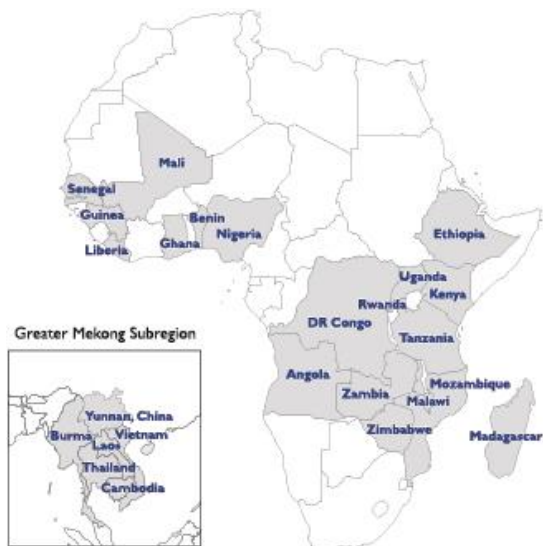 Mali
Senegal
Guinea
Benin
Nigeria
Liberia
Ghana
Ethiopia
Uganda
Kenya
Rwanda
DR Congo
Tanzania
Angola
Mozambique
Zambia
Malawi
Zimbabwe
Madagascar
Greater Mekong Subregion
Yunnan, China
Burma
Vietnam
Laos
Thailand
Cambodia